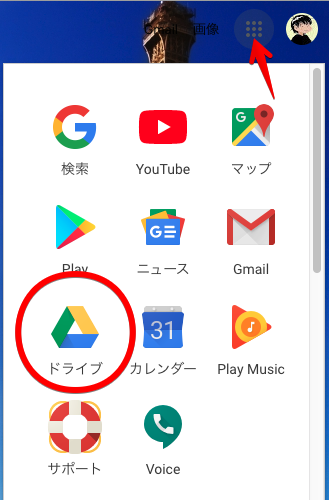 Gmail 画像
検索 YouTube マップ
Play ニュース Gmail
31
ドライブ カレンダー Play Music
サポート Voice